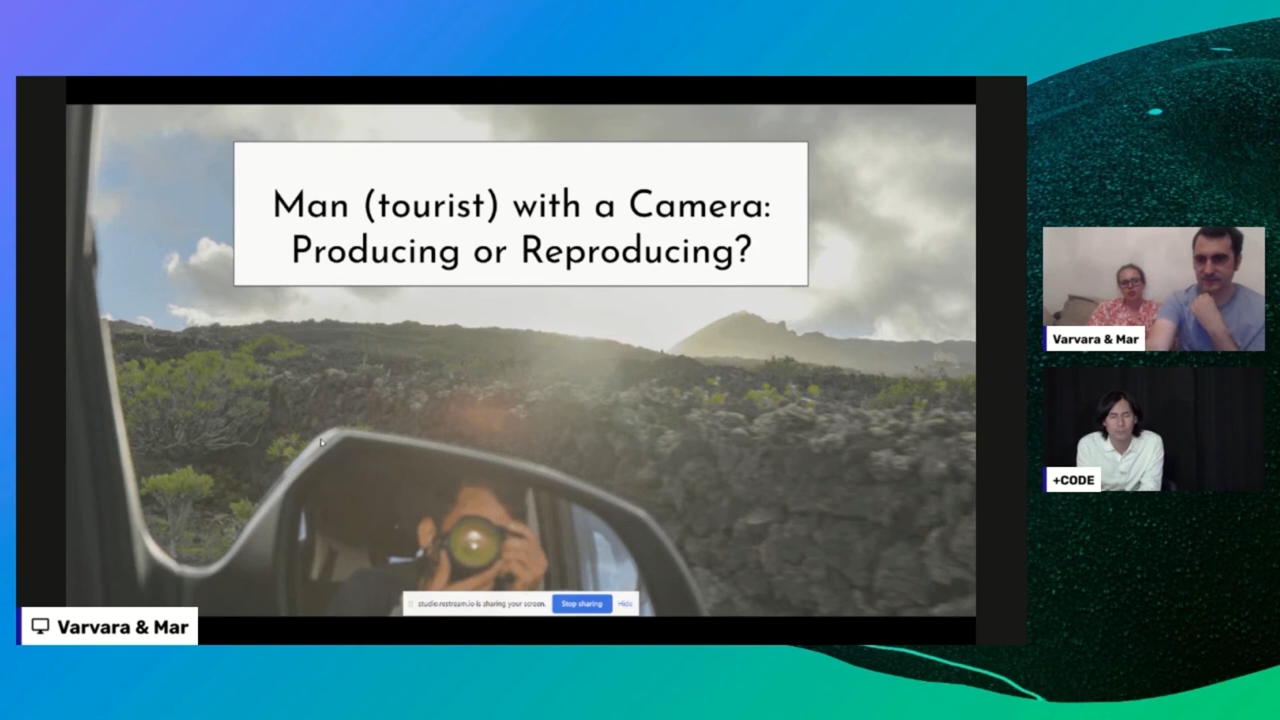 Man (tourist) with a Camera:
Producing or Reproducing?
studio.restream.io is sharing your screen.
Stop sharing
Hide
Varvara & Mar
Varvara & Mar
+CODE